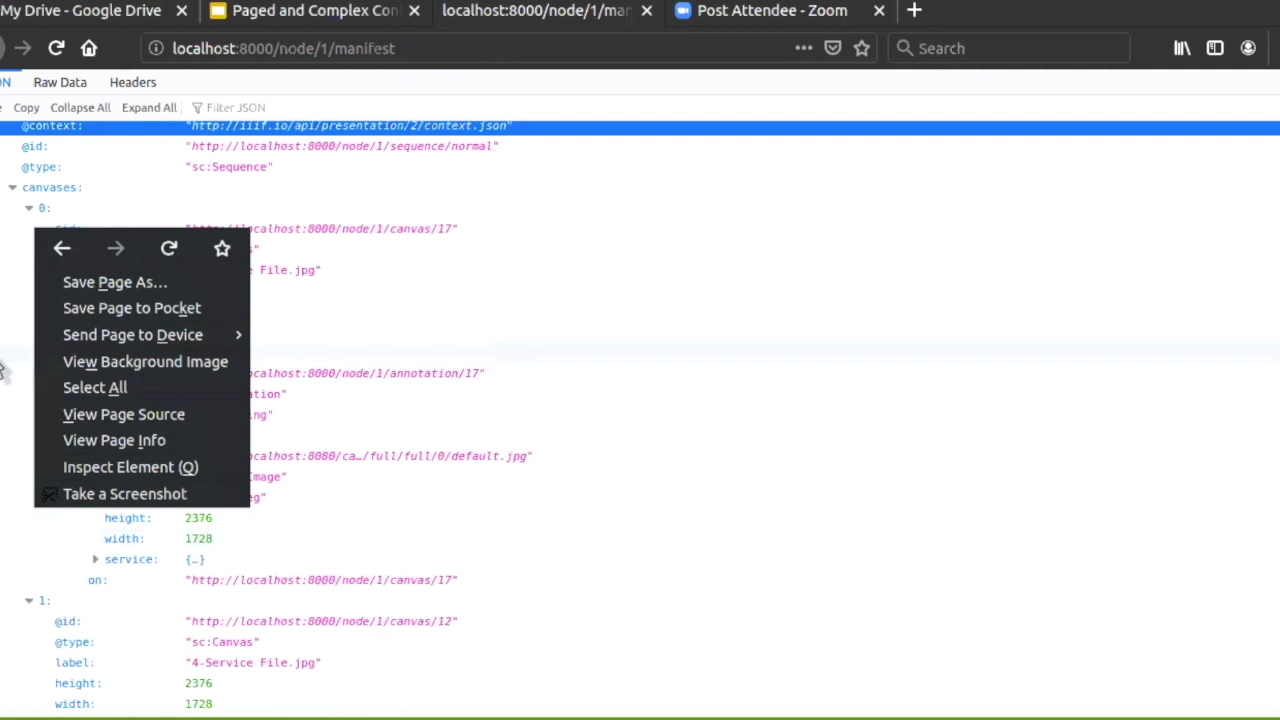 My Drive - Google Drive
Paged and Complex Con
localhost:8000/node/1/man
Post Attendee - Zoom
localhost:8000/node/1/manifest
Search
ON
Raw Data
Headers
Copy
Collapse All
Expand All
Filter JSON
@context: "http://iiif.io/api/presentation/2/context.json"
@id: "http://localhost:8000/node/1/sequence/normal"
@type: "sc:Sequence"
canvases:
0:
"http://localhost:8000/node/1/canvas/17"
s"
e File.jpg"
Save Page As…
Save Page to Pocket
Send Page to Device
View Background Image
localhost:8000/node/1/annotation/17"
Select All
ation"
View Page Source
ng"
View Page Info
localhost:8080/ca…/full/full/0/default.jpg"
Inspect Element (Q)
Image"
Take a Screenshot
eg"
height: 2376
width: 1728
service: {…}
on: "http://localhost:8000/node/1/canvas/17"
1:
@id: "http://localhost:8000/node/1/canvas/12"
@type: "sc:Canvas"
label: "4-Service File.jpg"
height: 2376
width: 1728